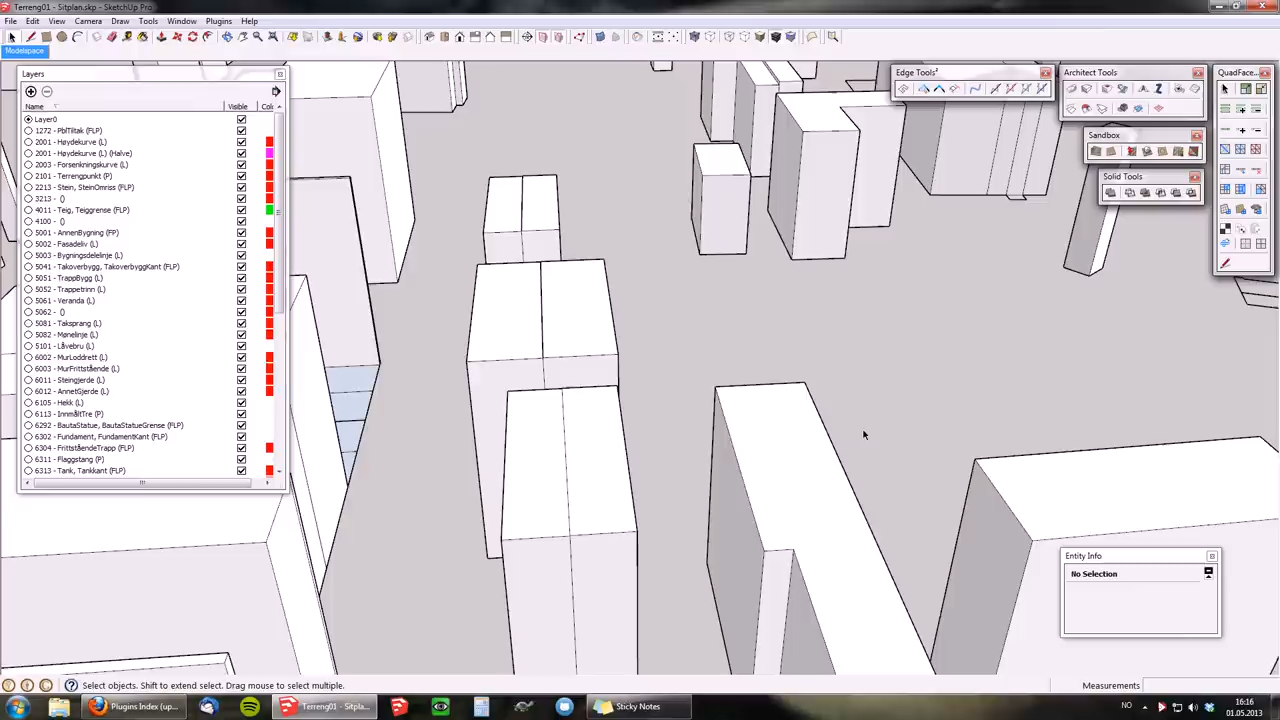 Terreng01 - Sitplan.skp - SketchUp Pro
File Edit View Camera Draw Tools Window Plugins Help
Modelspace
Layers
Name Visible Colo
Layer0
1272 - PblTiltak (FLP)
2001 - Høydekurve (L)
2001 - Høydekurve (L) (Halve)
2003 - Forsenkningskurve (L)
2101 - Terrengpunkt (P)
2213 - Stein, SteinOmriss (FLP)
3213 - ()
4011 - Teig, Teiggrense (FLP)
4100 - ()
5001 - AnnenBygning (FP)
5002 - Fasadeliv (L)
5003 - Bygningsdelelinje (L)
5041 - Takoverbygg, TakoverbyggKant (FLP)
5051 - TrappBygg (L)
5052 - Trappetrinn (L)
5061 - Veranda (L)
5062 - ()
5081 - Taksprang (L)
5082 - Mønelinje (L)
5101 - Låvebru (L)
6002 - MurLoddrett (L)
6003 - MurFrittstående (L)
6011 - Steingjerde (L)
6012 - AnnetGjerde (L)
6105 - Hekk (L)
6113 - InnmåltTre (P)
6292 - BautaStatue, BautaStatueGrense (FLP)
6302 - Fundament, FundamentKant (FLP)
6304 - FrittståendeTrapp (FLP)
6311 - Flaggstang (P)
6313 - Tank, Tankkant (FLP)
Edge Tools²
Architect Tools
QuadFace...
Sandbox
Solid Tools
Entity Info
No Selection
Select objects. Shift to extend select. Drag mouse to select multiple.
Measurements
Plugins Index (up...
Terreng01 - Sitpla...
Sticky Notes
NO
16:16
01.05.2013